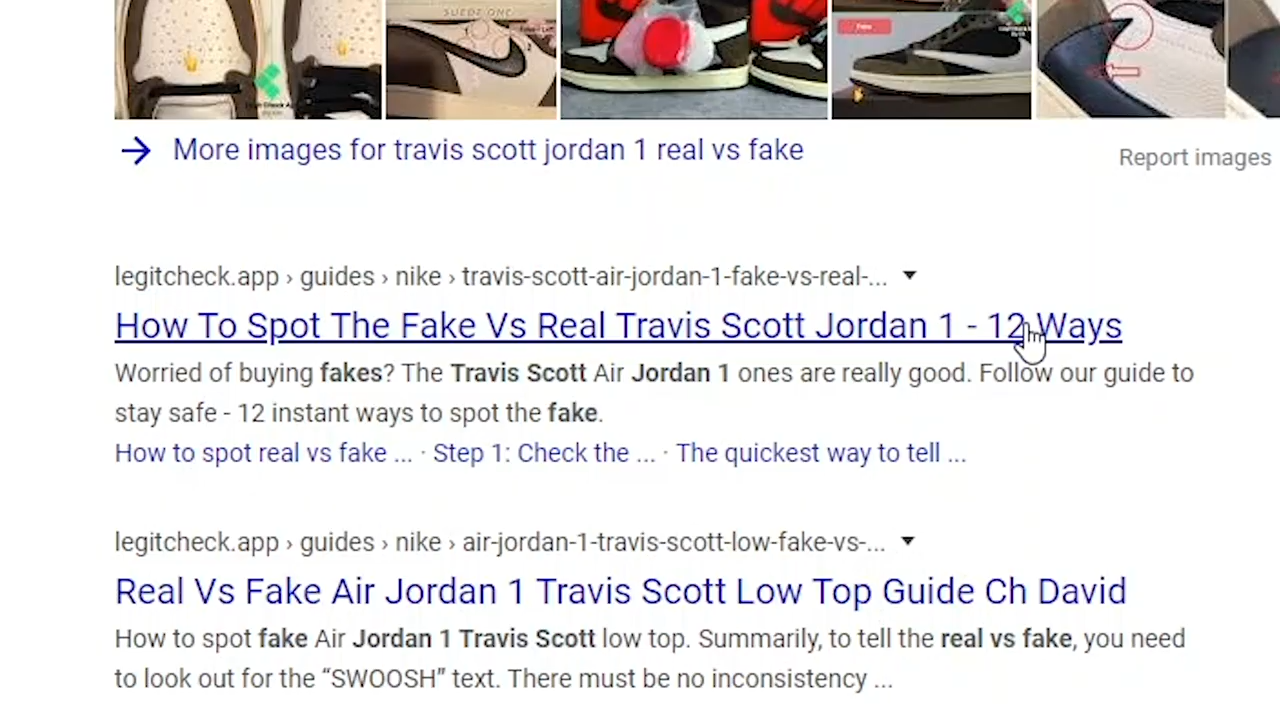 SUEDE ONE
Fake
More images for travis scott jordan 1 real vs fake
Report images
legitcheck.app › guides › nike › travis-scott-air-jordan-1-fake-vs-real-...
How To Spot The Fake Vs Real Travis Scott Jordan 1 - 12 Ways
Worried of buying fakes? The Travis Scott Air Jordan 1 ones are really good. Follow our guide to
stay safe - 12 instant ways to spot the fake.
How to spot real vs fake ... · Step 1: Check the ... · The quickest way to tell ...
legitcheck.app › guides › nike › air-jordan-1-travis-scott-low-fake-vs-...
Real Vs Fake Air Jordan 1 Travis Scott Low Top Guide Ch David
How to spot fake Air Jordan 1 Travis Scott low top. Summarily, to tell the real vs fake, you need
to look out for the “SWOOSH” text. There must be no inconsistency ...